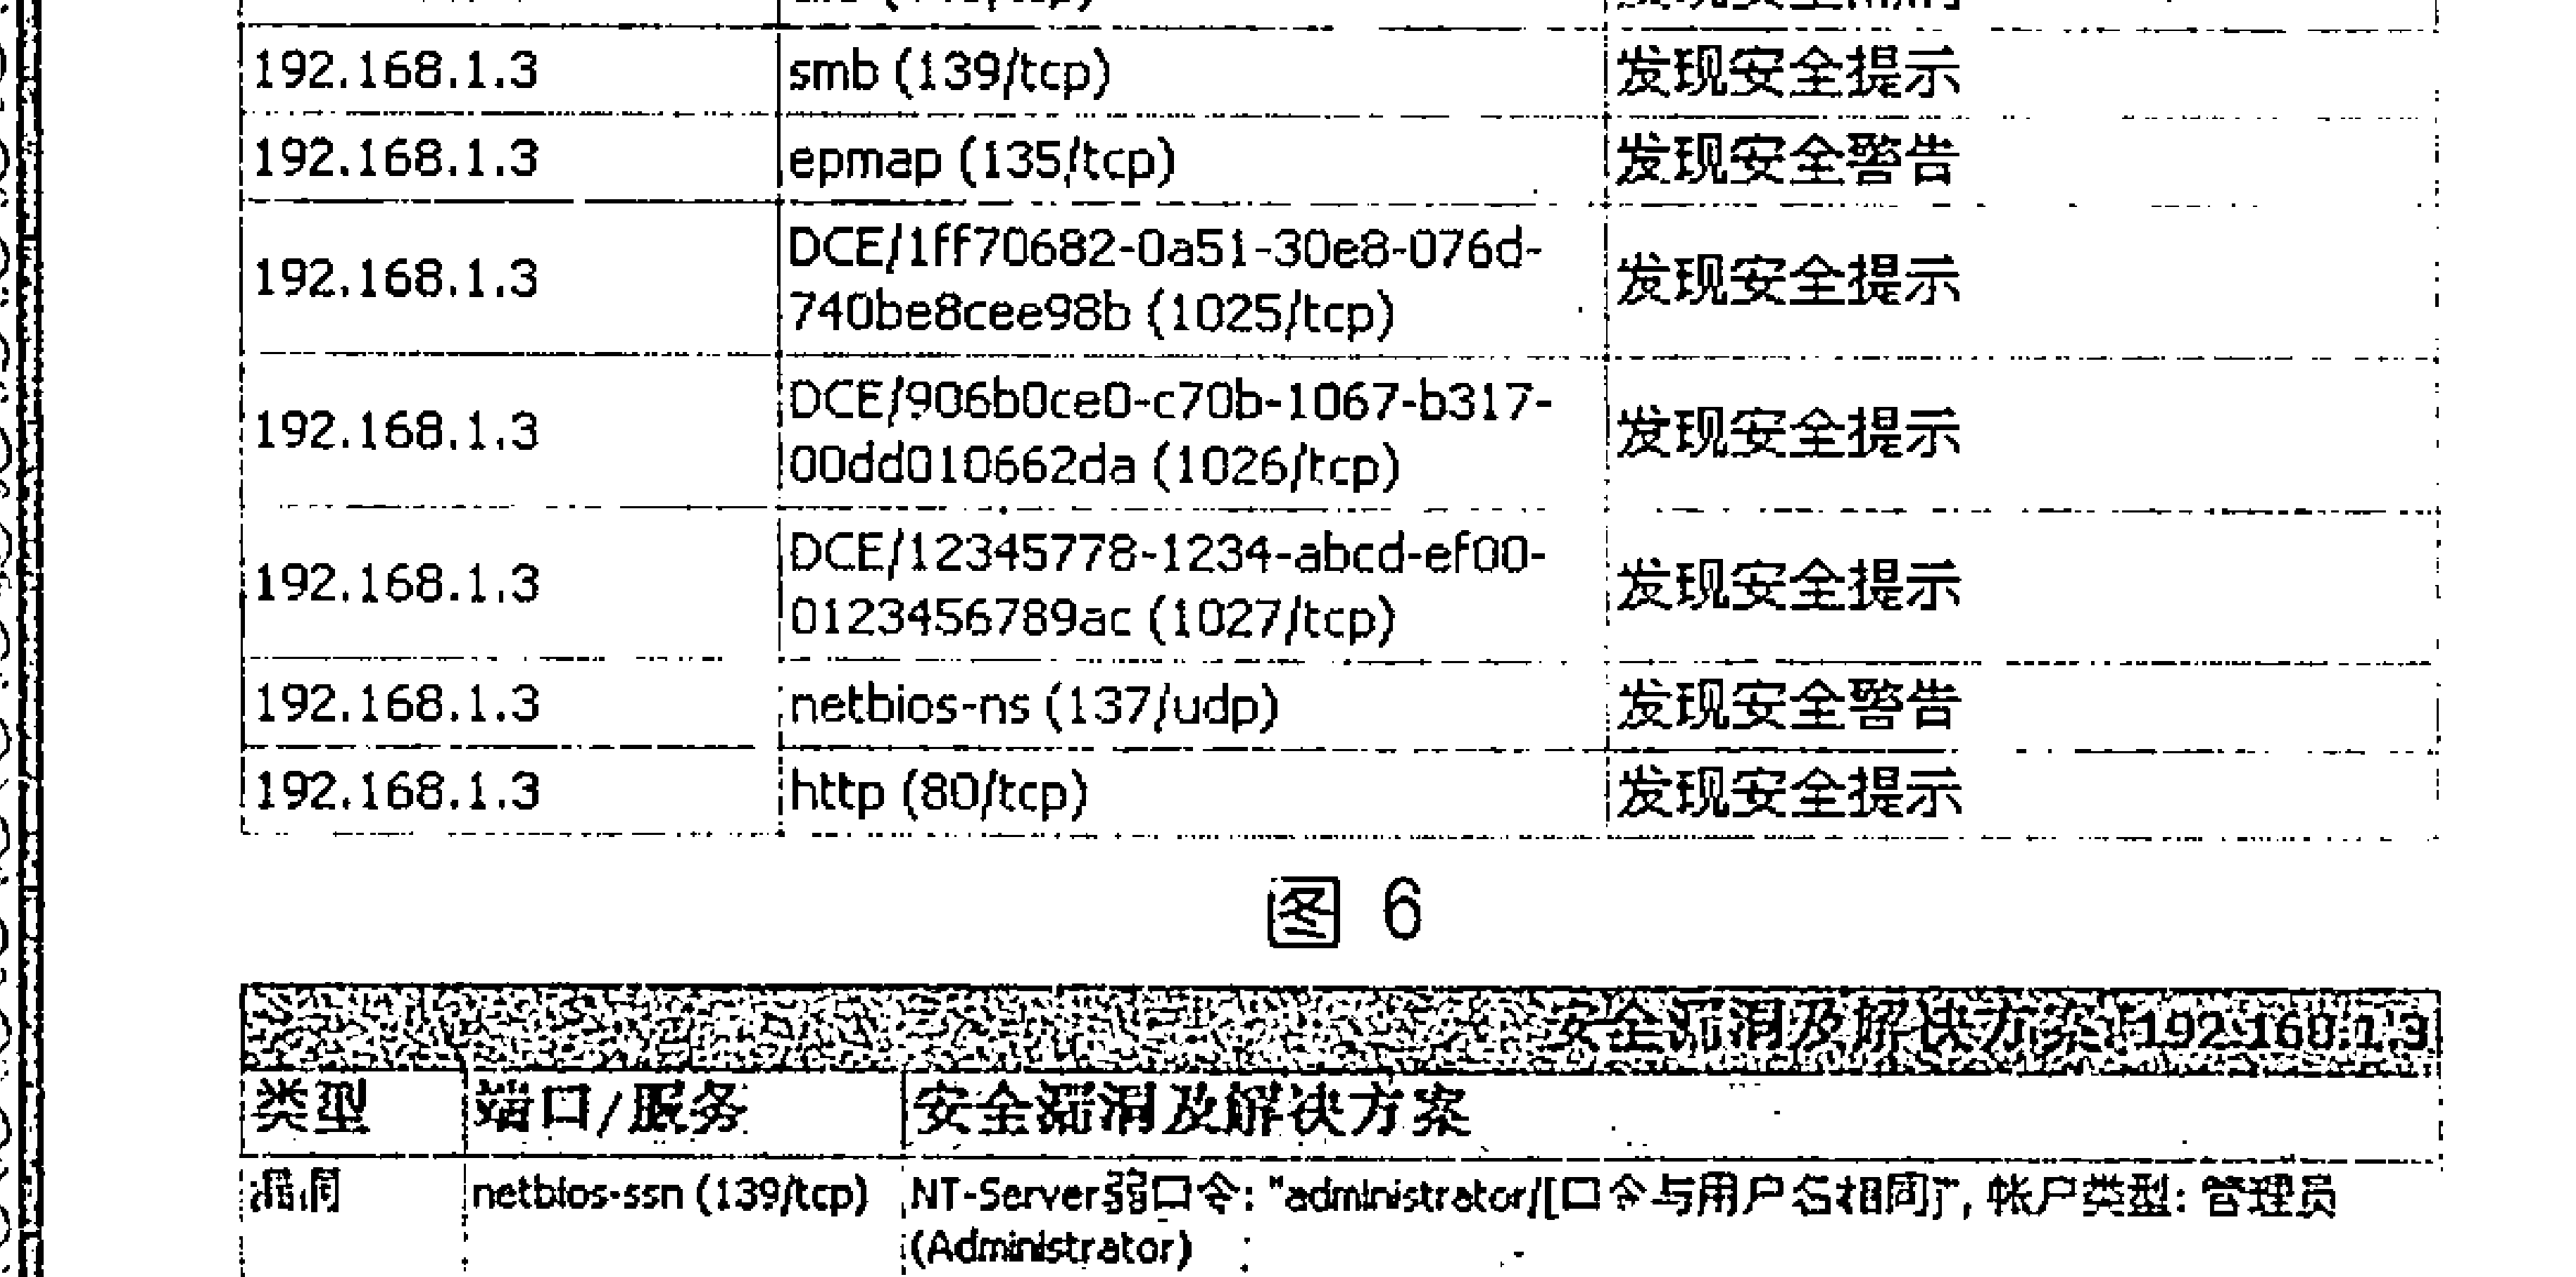 192.168.1.3 smb (139/tcp) 发现安全提示
192.168.1.3 epmap (135/tcp) 发现安全警告
192.168.1.3 DCE/1ff70682-0a51-30e8-076d-
740be8cee98b (1025/tcp) 发现安全提示
192.168.1.3 DCE/906b0ce0-c70b-1067-b317-
00dd010662da (1026/tcp) 发现安全提示
192.168.1.3 DCE/12345778-1234-abcd-ef00-
0123456789ac (1027/tcp) 发现安全提示
192.168.1.3 netbios-ns (137/udp) 发现安全警告
192.168.1.3 http (80/tcp) 发现安全提示
图 6
安全漏洞及解决方案: 192.168.1.3
类型 端口/服务 安全漏洞及解决方案
漏洞 netbios-ssn (139/tcp) NT-Server弱口令: "administrator/[口令与用户名相同]", 帐户类型: 管理员
(Administrator)